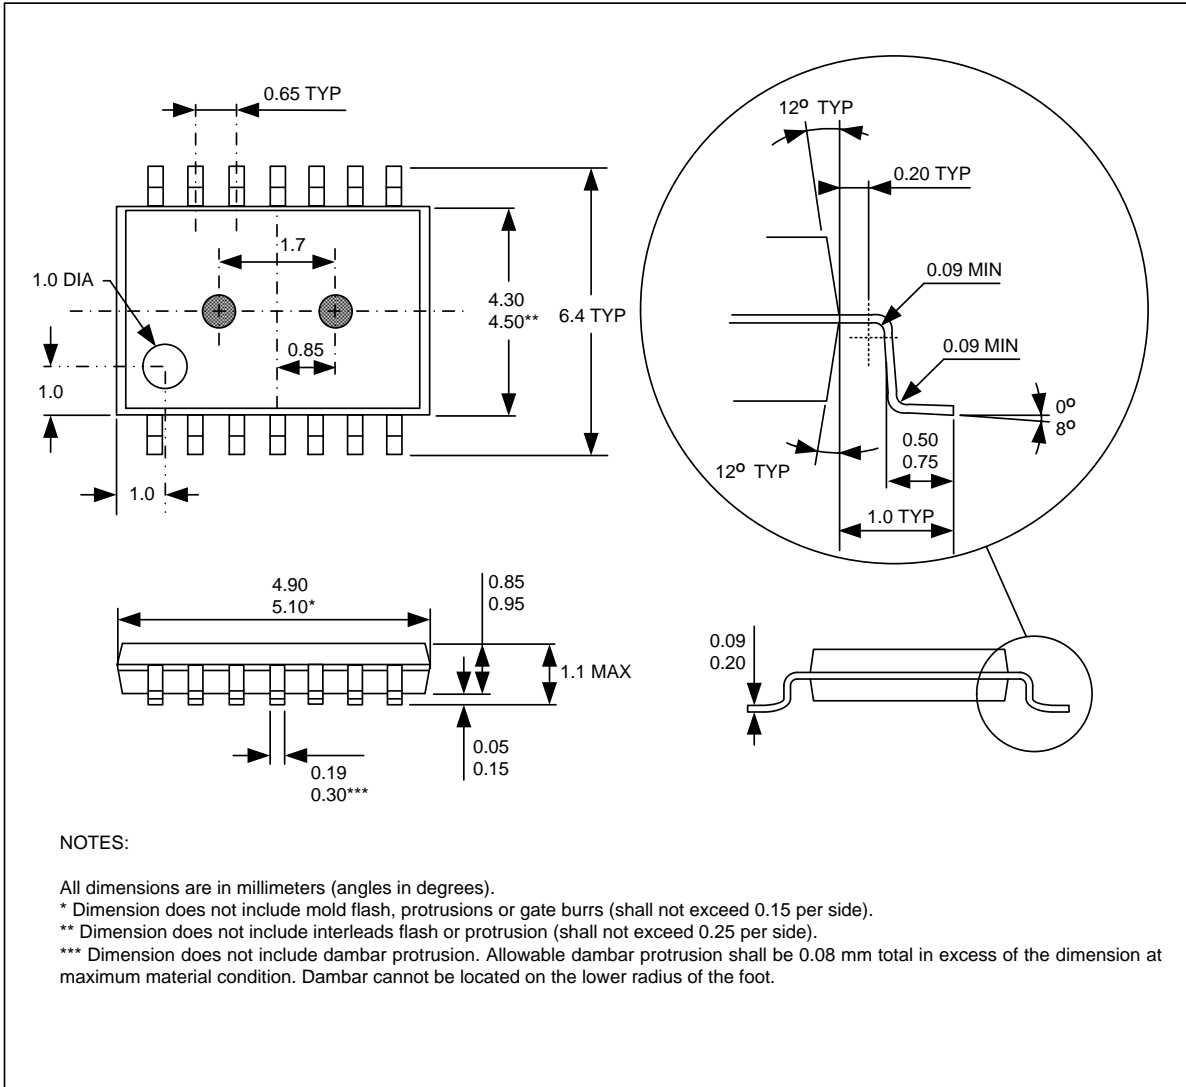 0.65 TYP
1.7
1.0 DIA
4.30
4.50**
6.4 TYP
0.85
1.0
1.0
12º TYP
0.20 TYP
0.09 MIN
0.09 MIN
0º
8º
0.50
0.75
12º TYP
1.0 TYP
4.90
5.10*
0.85
0.95
1.1 MAX
0.05
0.15
0.19
0.30***
0.09
0.20
NOTES:
All dimensions are in millimeters (angles in degrees).
* Dimension does not include mold flash, protrusions or gate burrs (shall not exceed 0.15 per side).
** Dimension does not include interleads flash or protrusion (shall not exceed 0.25 per side).
*** Dimension does not include dambar protrusion. Allowable dambar protrusion shall be 0.08 mm total in excess of the dimension at
maximum material condition. Dambar cannot be located on the lower radius of the foot.